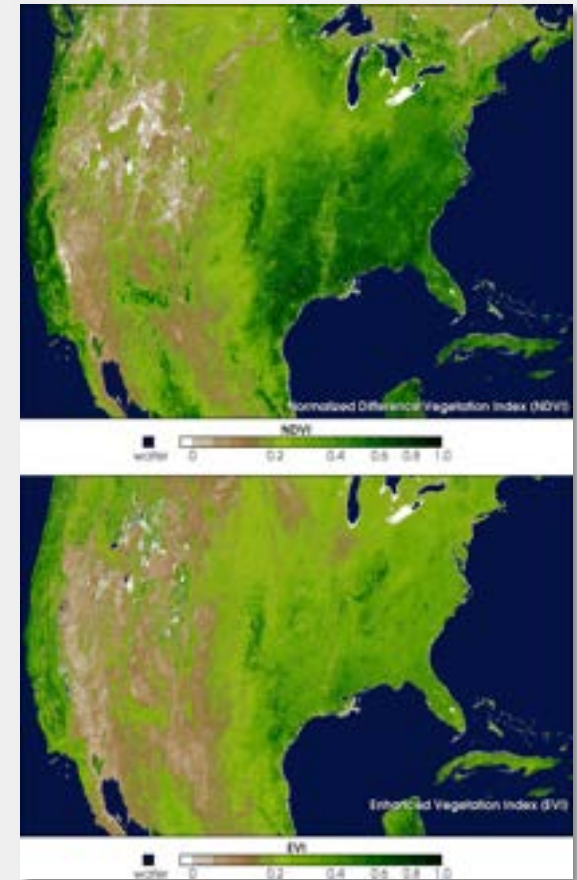 Normalized Difference Vegetation Index (NDVI)
NDVI
water 0 0.2 0.4 0.6 0.8 1.0
Enhanced Vegetation Index (EVI)
EVI
water 0 0.2 0.4 0.6 0.8 1.0